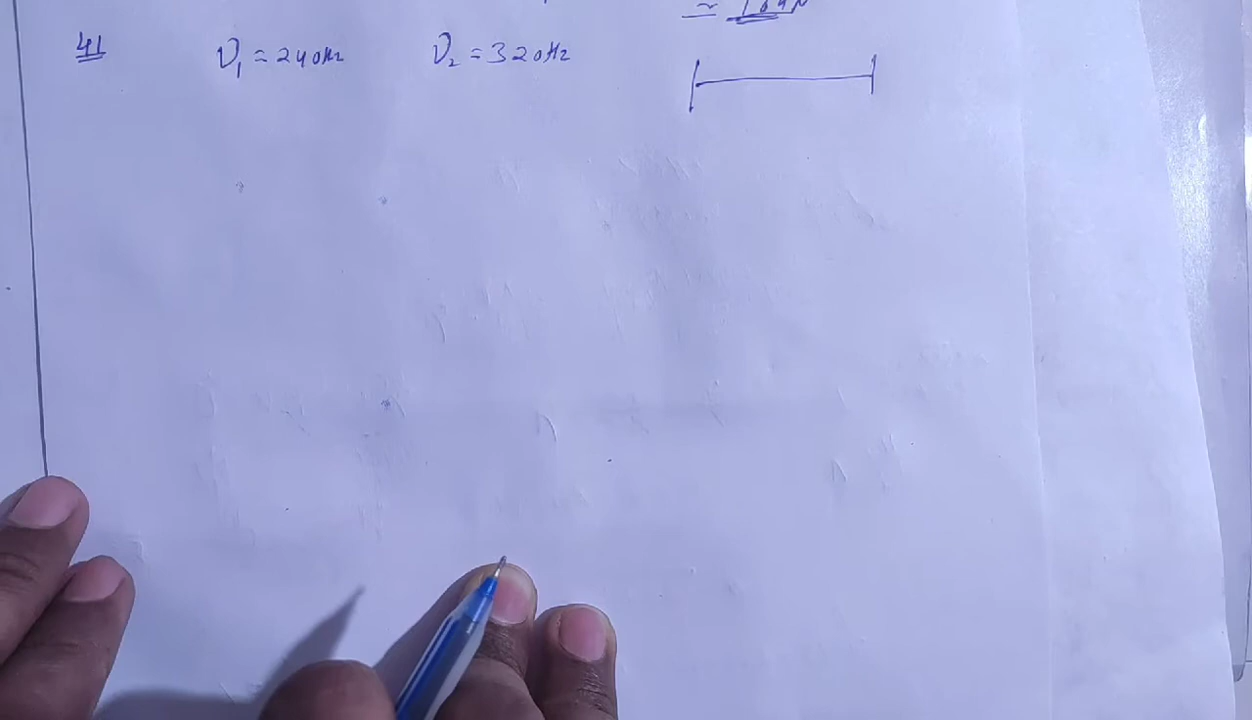 41 ν₁ = 240Hz ν₂ = 320Hz